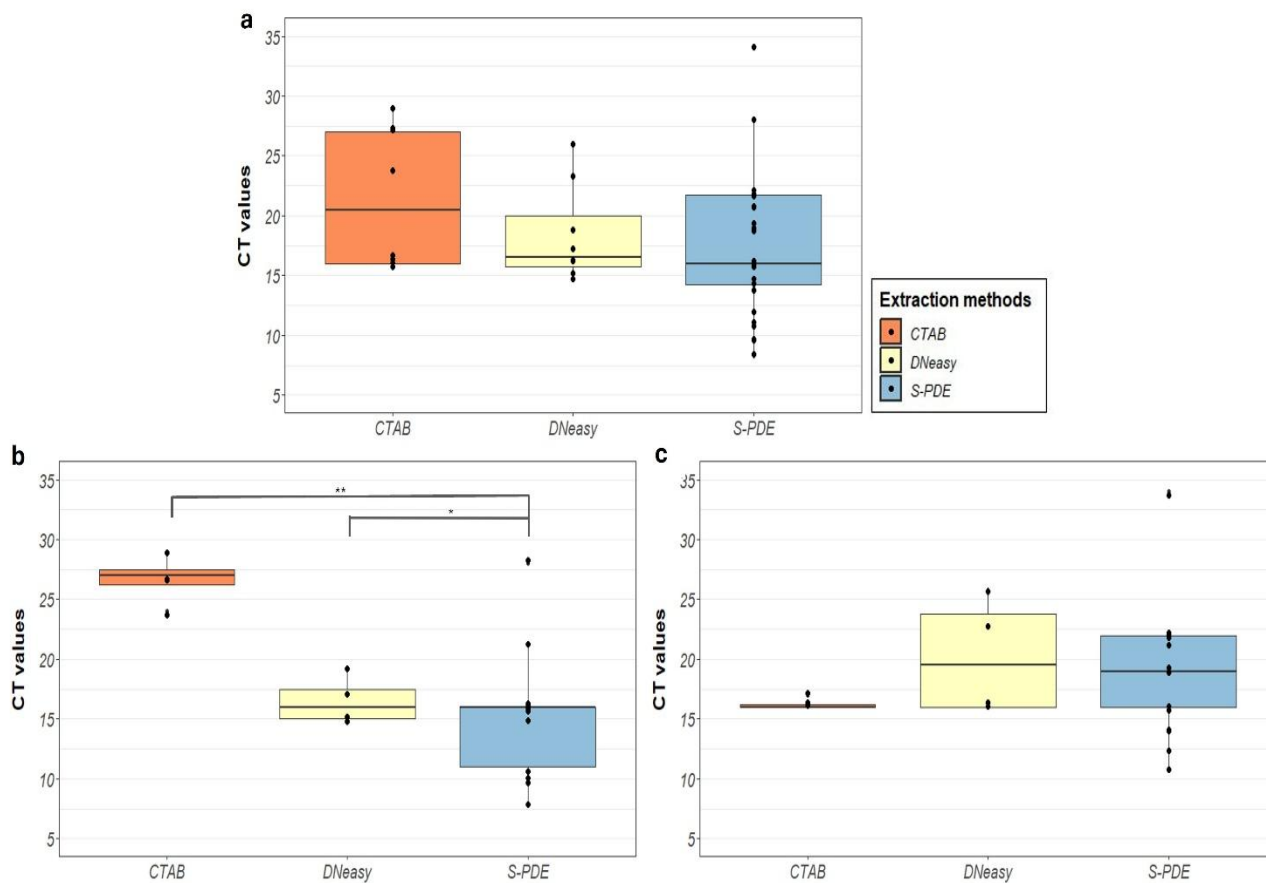 a
CT values
35
30
25
20
15
10
5
CTAB
DNeasy
S-PDE
Extraction methods
CTAB
DNeasy
S-PDE
b
CT values
35
30
25
20
15
10
5
**
*
CTAB
DNeasy
S-PDE
c
CT values
35
30
25
20
15
10
5
CTAB
DNeasy
S-PDE